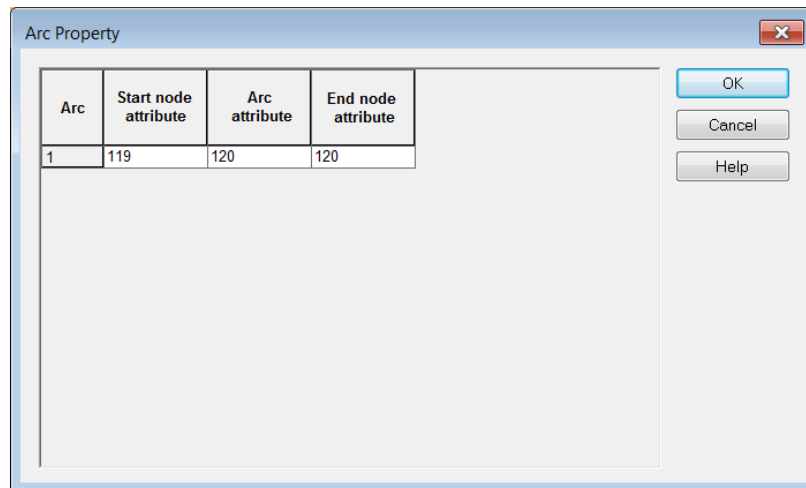 Arc Property
Arc
Start node
attribute
Arc
attribute
End node
attribute
1 119 120 120
OK
Cancel
Help